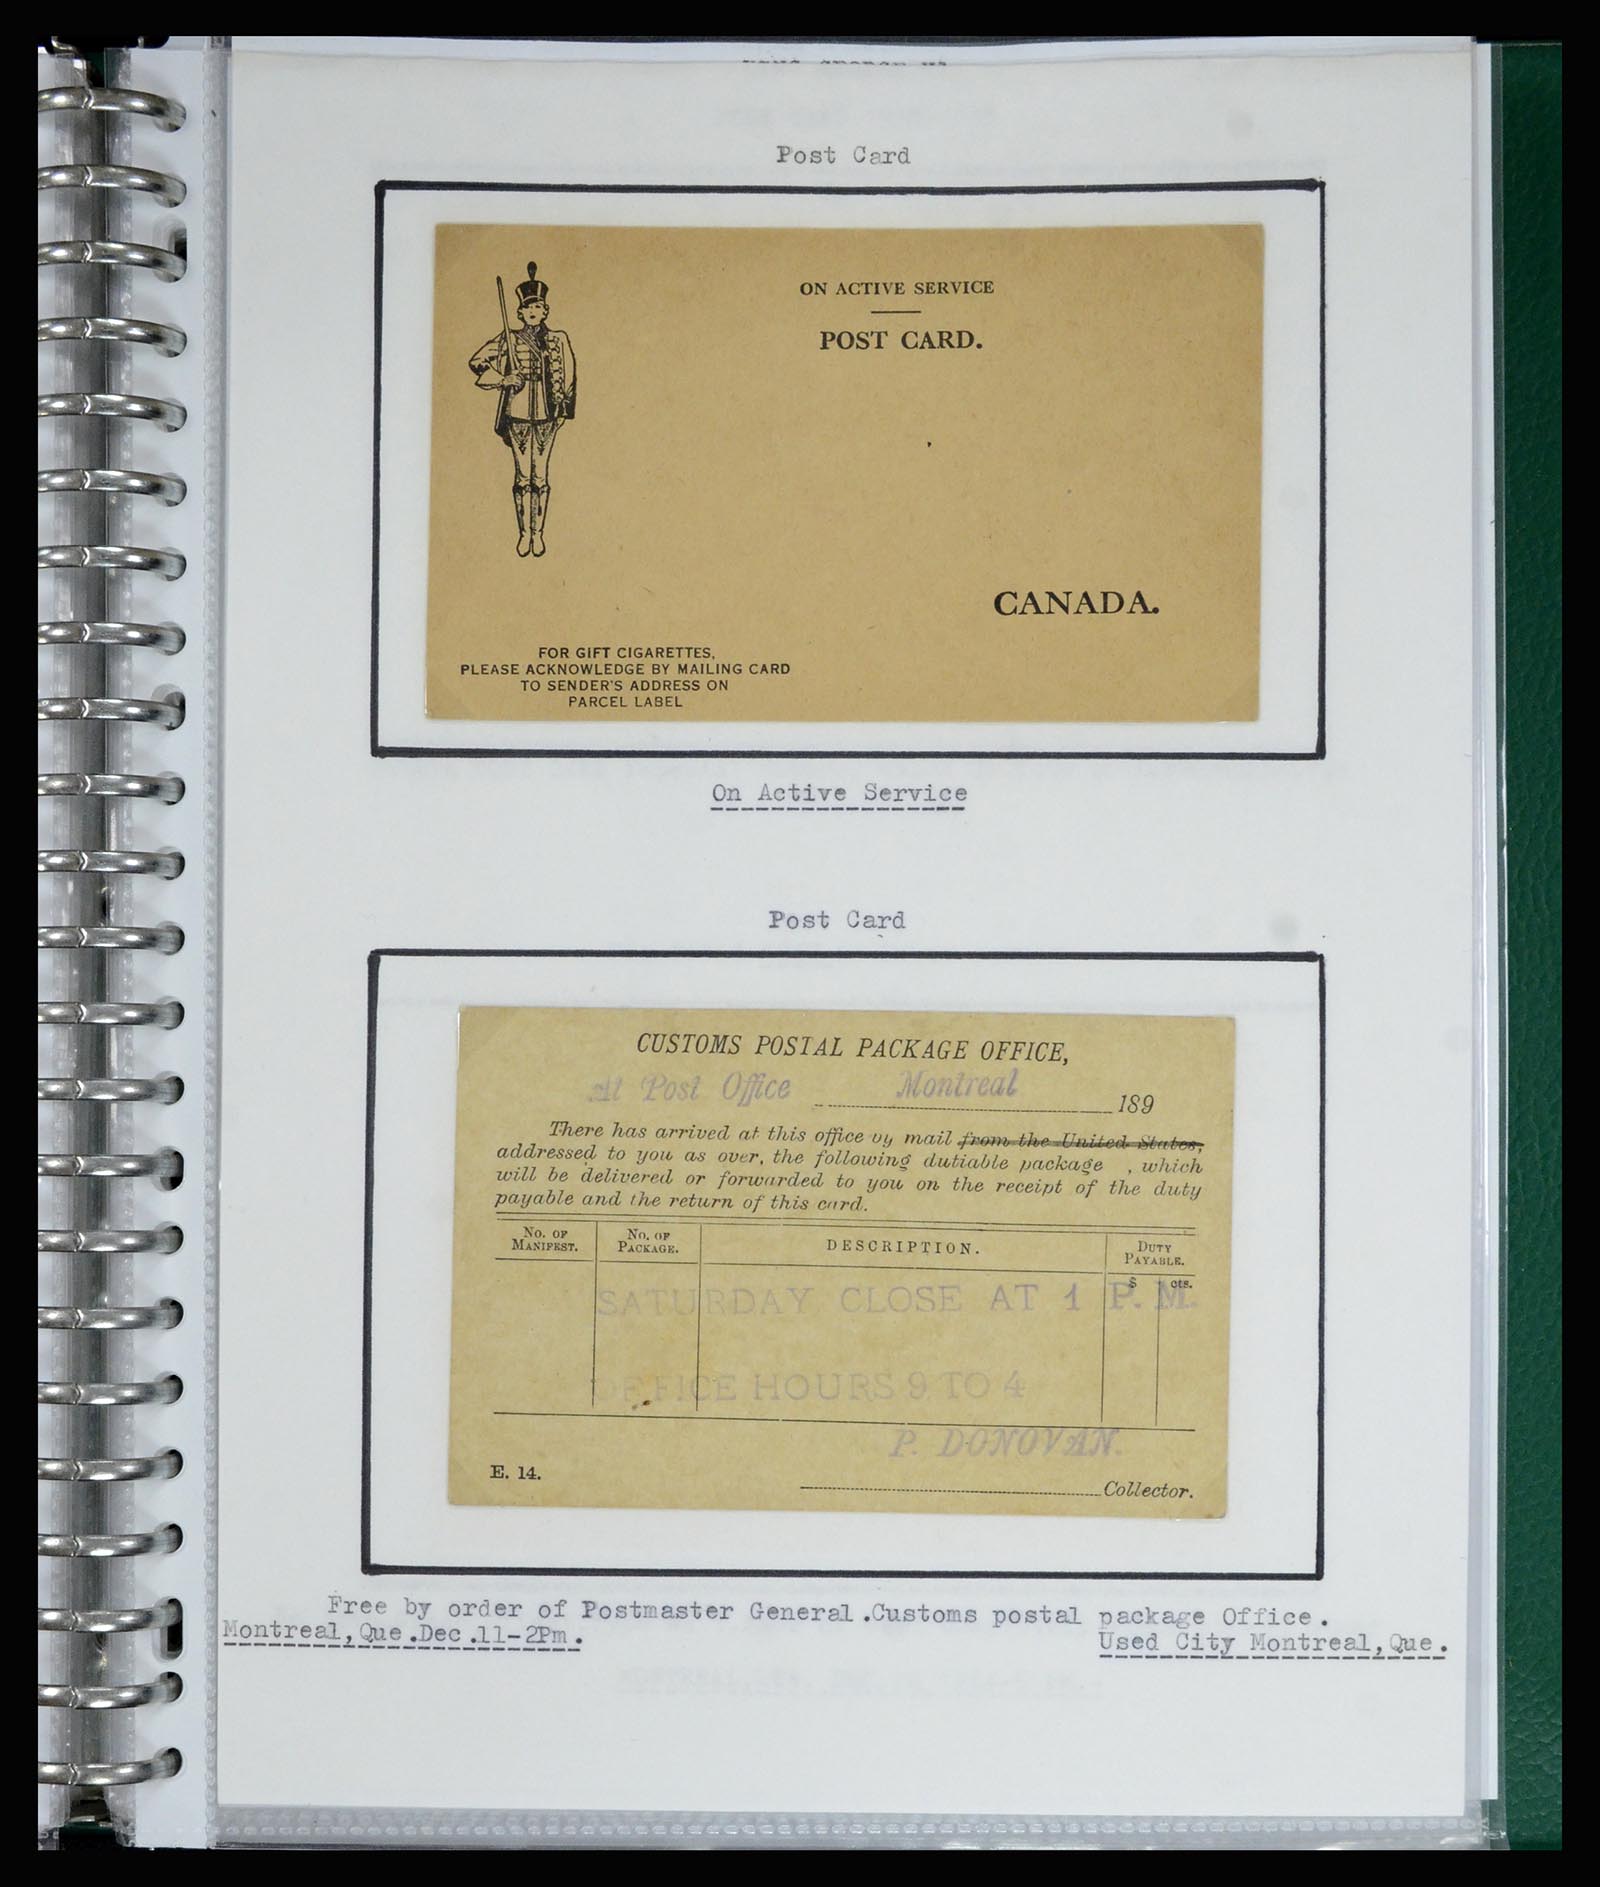 Post Card
ON ACTIVE SERVICE
POST CARD.
CANADA.
FOR GIFT CIGARETTES,
PLEASE ACKNOWLEDGE BY MAILING CARD
TO SENDER'S ADDRESS ON
PARCEL LABEL
On Active Service
Post Card
CUSTOMS POSTAL PACKAGE OFFICE,
At Post Office Montreal 189
There has arrived at this office by mail from the United States,
addressed to you as over, the following dutiable package , which
will be delivered or forwarded to you on the receipt of the duty
payable and the return of this card.
No. OF MANIFEST. No. OF PACKAGE. DESCRIPTION. DUTY PAYABLE.
$ cts.
SATURDAY CLOSE AT 1 P. M.
OFFICE HOURS 9 TO 4
P. DONOVAN.
E. 14.
Collector.
Free by order of Postmaster General.Customs postal package Office.
Montreal,Que.Dec.11-2Pm. Used City Montreal,Que.